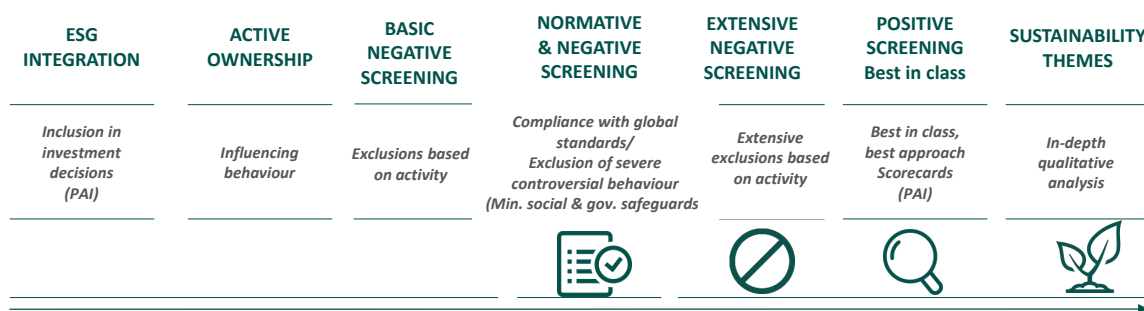 ESG
INTEGRATION
ACTIVE
OWNERSHIP
BASIC
NEGATIVE
SCREENING
NORMATIVE
& NEGATIVE
SCREENING
EXTENSIVE
NEGATIVE
SCREENING
POSITIVE
SCREENING
Best in class
SUSTAINABILITY
THEMES
Inclusion in
investment
decisions
(PAI)
Influencing
behaviour
Exclusions based
on activity
Compliance with global
standards/
Exclusion of severe
controversial behaviour
(Min. social & gov. safeguards
Extensive
exclusions based
on activity
Best in class,
best approach
Scorecards
(PAI)
In-depth
qualitative
analysis